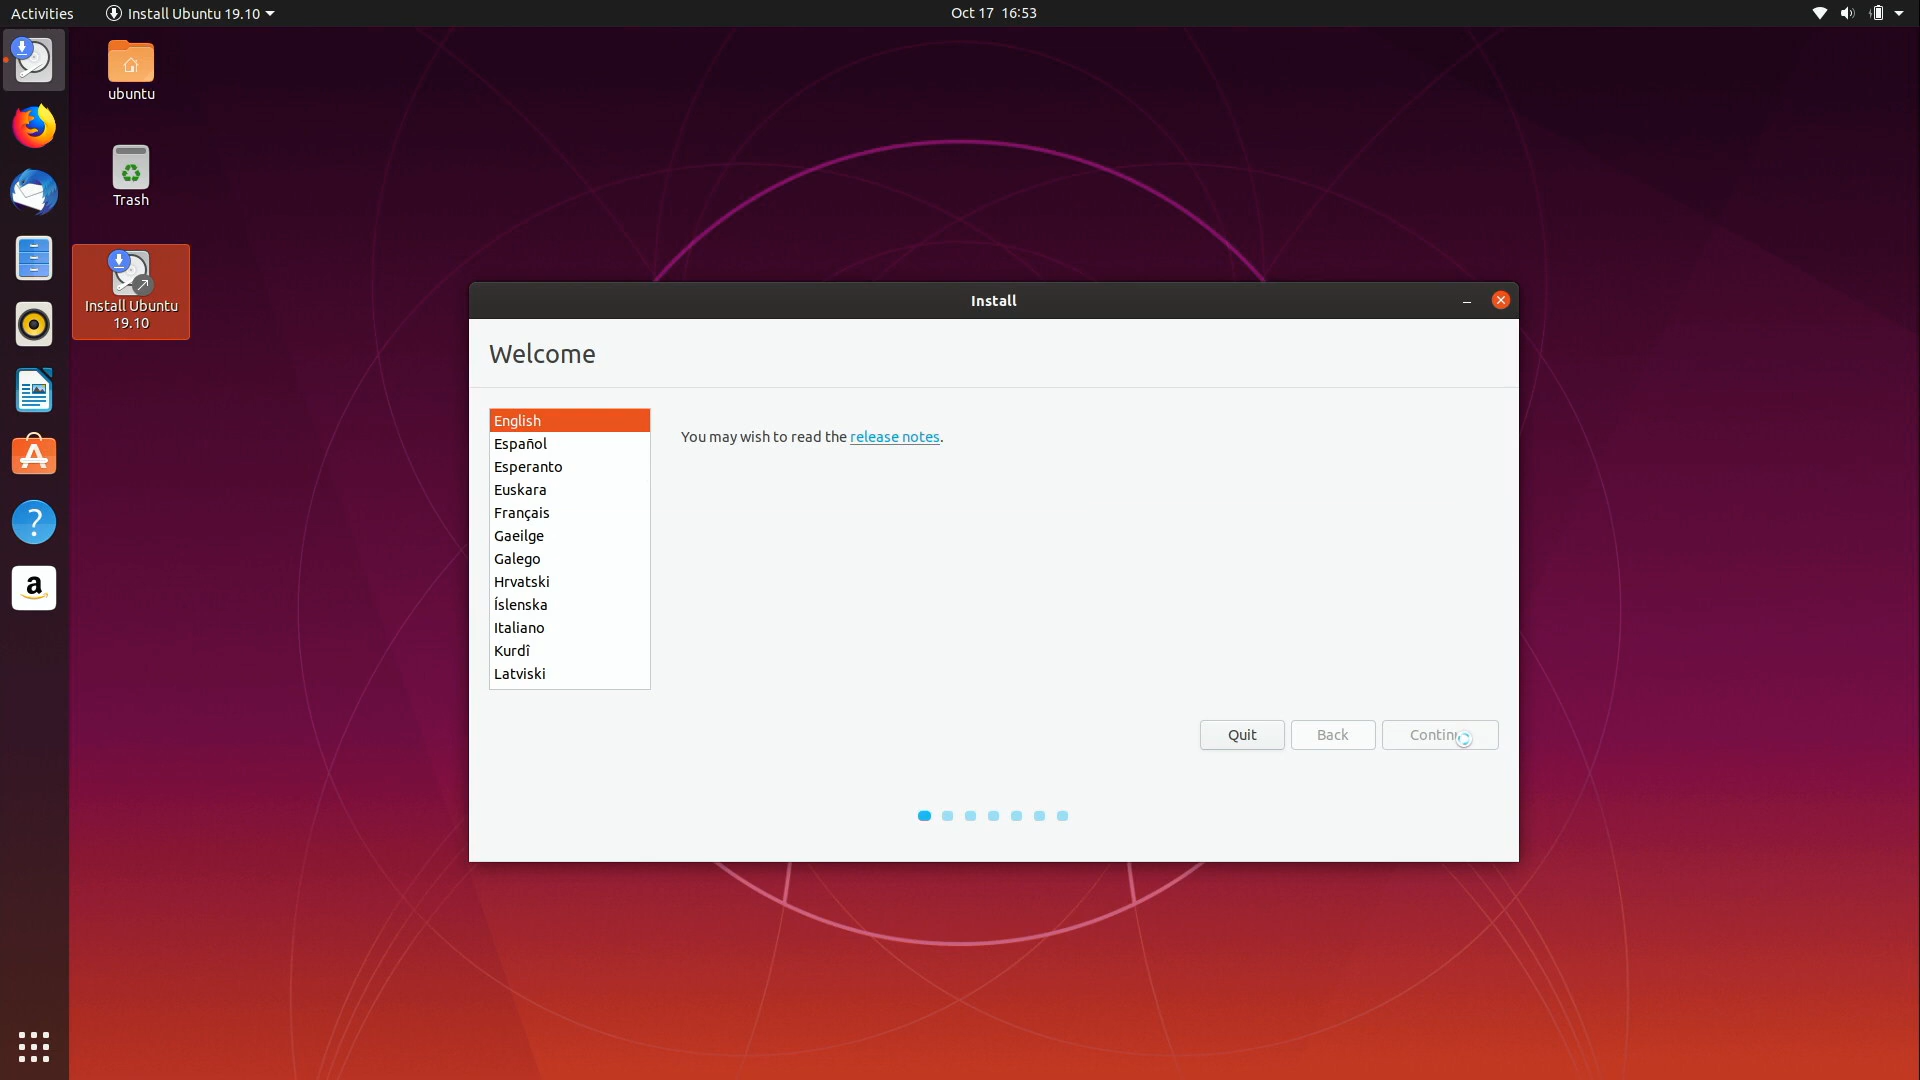 Activities
Install Ubuntu 19.10
Oct 17 16:53
ubuntu
Trash
Install Ubuntu
19.10
a
Install
Welcome
English
Español
Esperanto
Euskara
Français
Gaeilge
Galego
Hrvatski
Íslenska
Italiano
Kurdî
Latviski
You may wish to read the release notes.
Quit
Back